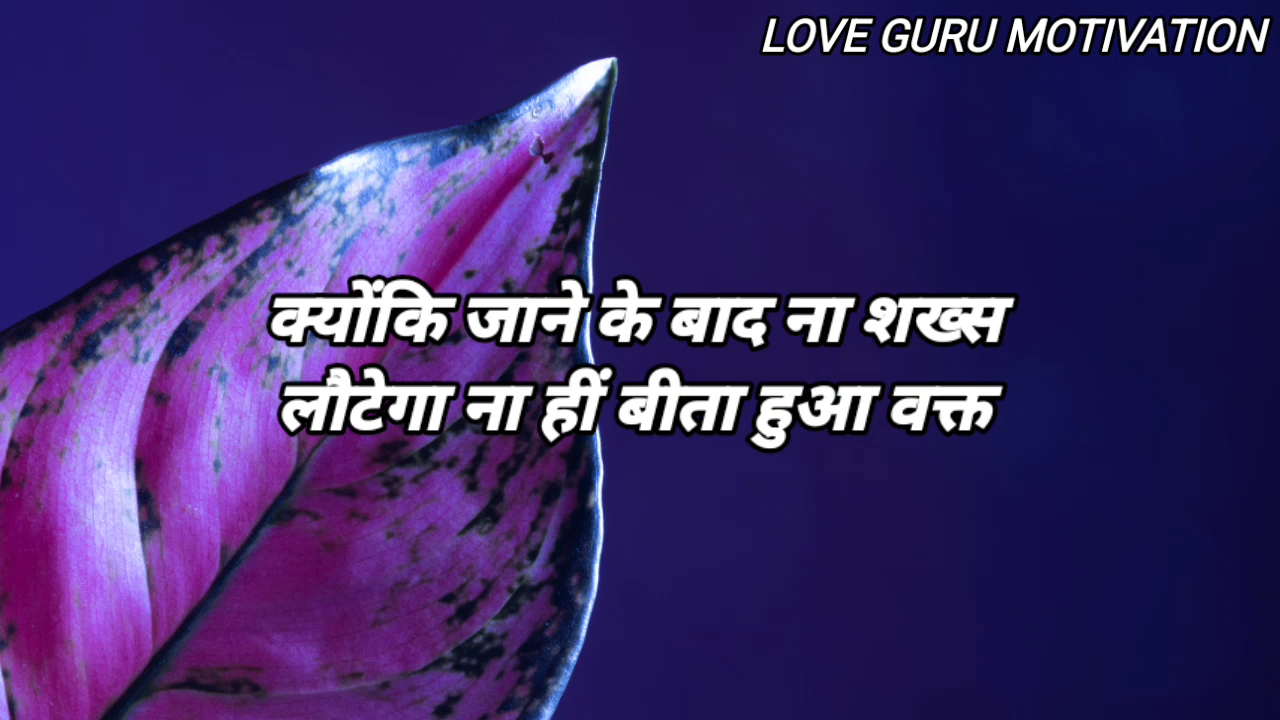 LOVE GURU MOTIVATION
क्योंकि जाने के बाद ना शख्स
लौटेगा ना हीं बीता हुआ वक्त